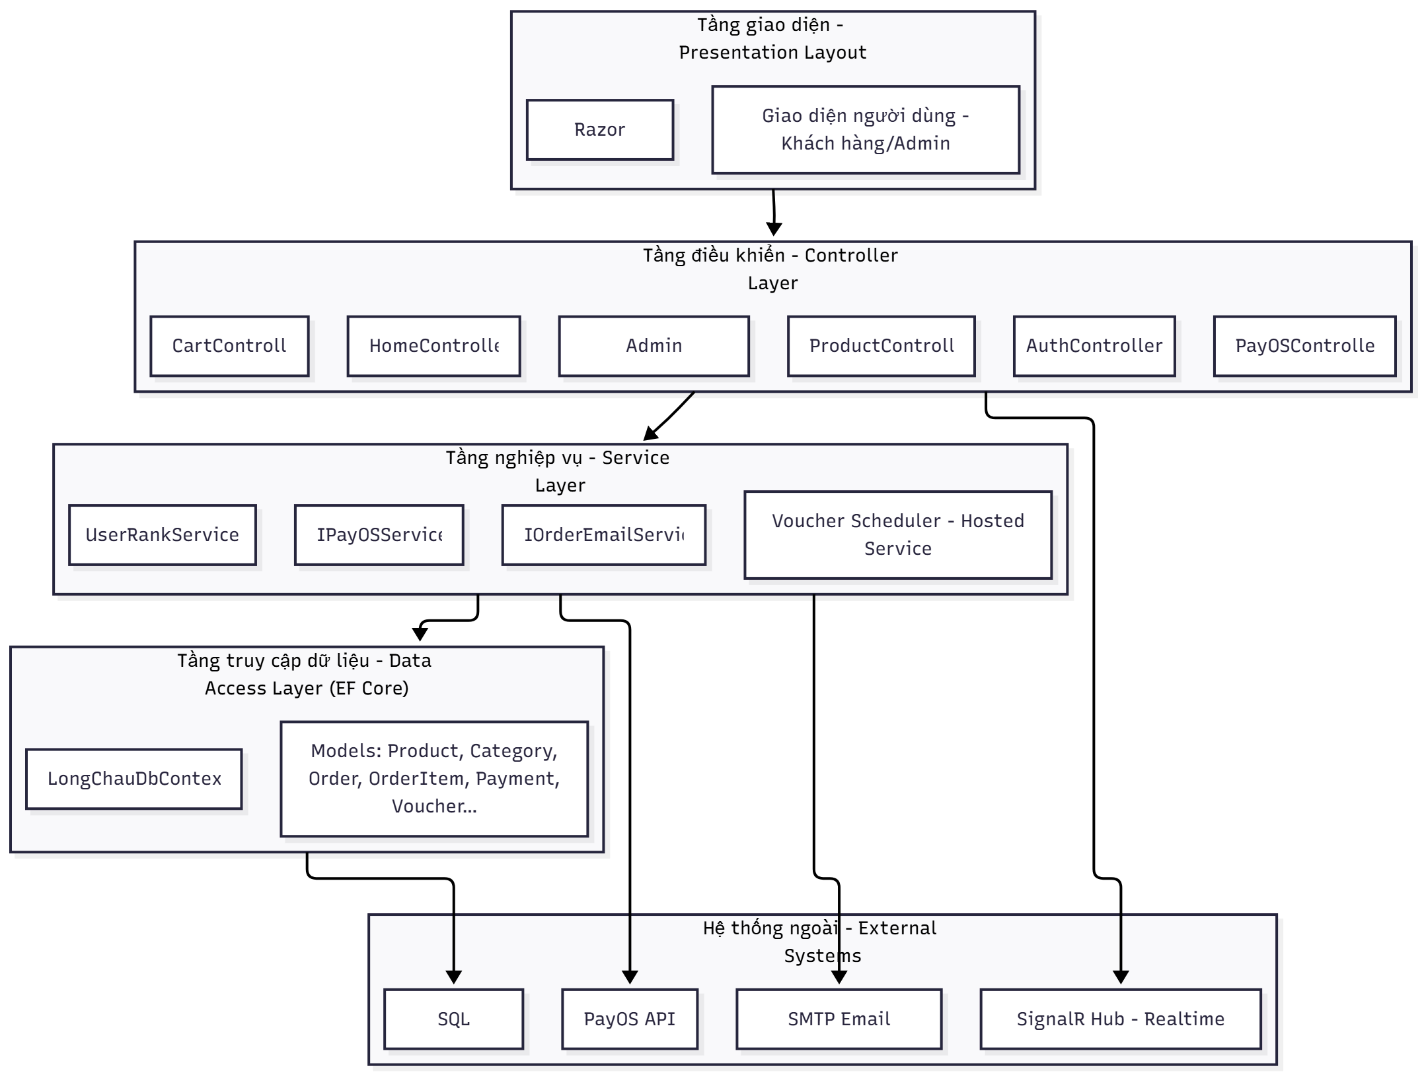 Tầng giao diện -
Presentation Layout
Razor
Giao diện người dùng -
Khách hàng/Admin
Tầng điều khiển - Controller
Layer
CartControll
HomeControlle
Admin
ProductControll
AuthController
PayOSControlle
Tầng nghiệp vụ - Service
Layer
UserRankService
IPayOSService
IOrderEmailServic
Voucher Scheduler - Hosted
Service
Tầng truy cập dữ liệu - Data
Access Layer (EF Core)
LongChauDbContex
Models: Product, Category,
Order, OrderItem, Payment,
Voucher...
Hệ thống ngoài - External
Systems
SQL
PayOS API
SMTP Email
SignalR Hub - Realtime